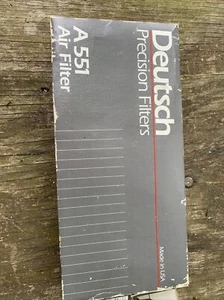 Deutsch
Precision Filters
A 551
Air Filter
Made in USA